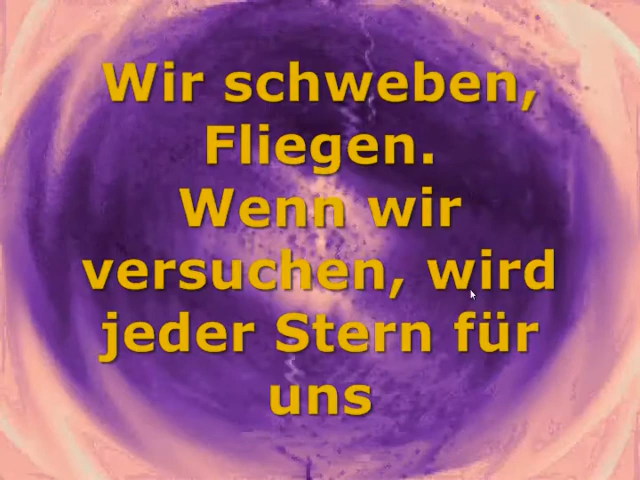 Wir schweben,
Fliegen.
Wenn wir
versuchen, wird
jeder Stern für
uns